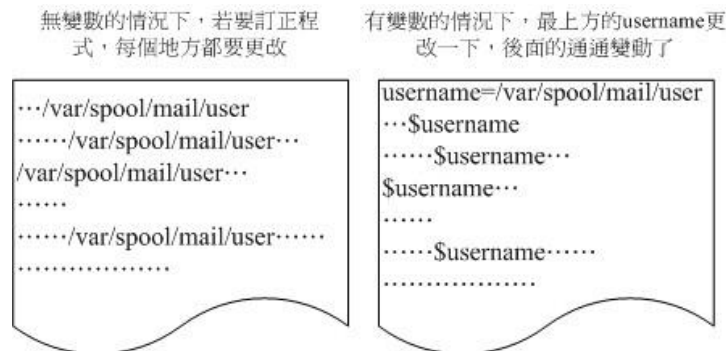 無變數的情況下，若要訂正程
式，每個地方都要更改
···/var/spool/mail/user
······/var/spool/mail/user···
/var/spool/mail/user···
······
······/var/spool/mail/user······
··················
有變數的情況下，最上方的username更
改一下，後面的通通變動了
username=/var/spool/mail/user
···$username
······$username···
$username···
······
······$username······
··················